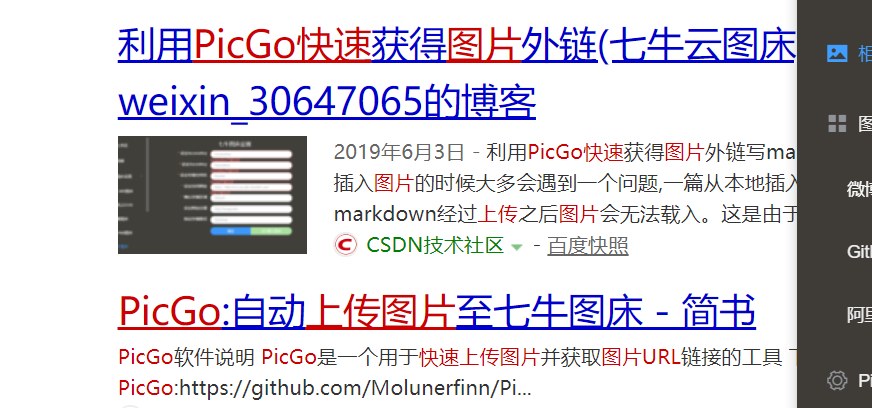 利用PicGo快速获得图片外链(七牛云图床
weixin_30647065的博客
2019年6月3日 - 利用PicGo快速获得图片外链写ma
插入图片的时候大多会遇到一个问题,一篇从本地插入
markdown经过上传之后图片会无法载入。这是由于
CSDN技术社区 - 百度快照
PicGo:自动上传图片至七牛图床 - 简书
PicGo软件说明 PicGo是一个用于快速上传图片并获取图片URL链接的工具
PicGo:https://github.com/Molunerfinn/Pi...
相
图
微博
Gith
阿里
Pi